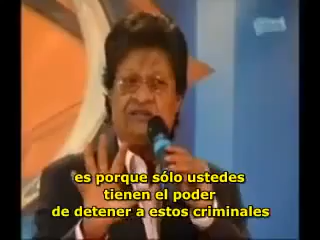 es porque sólo ustedes
tienen el poder
de detener a estos criminales